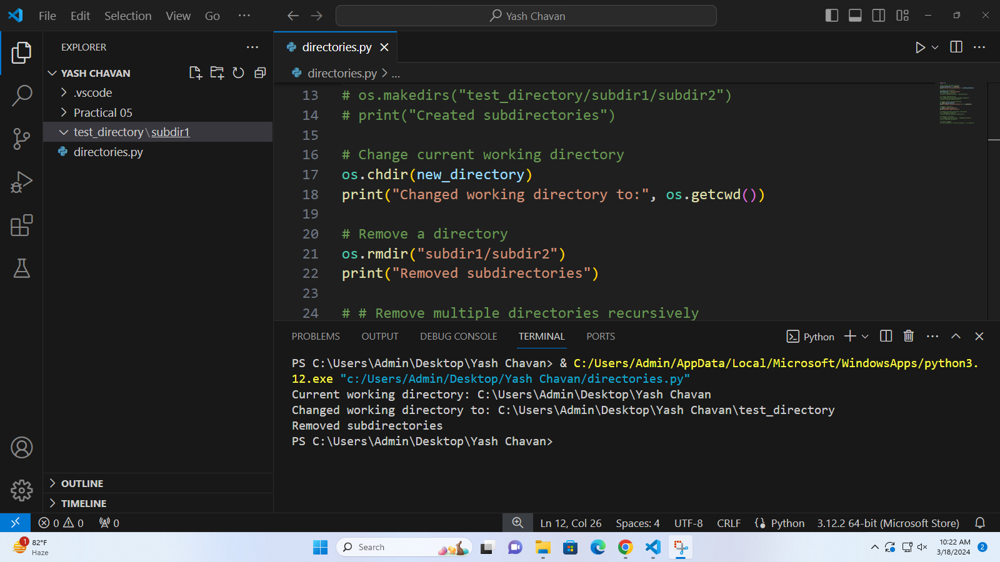 File Edit Selection View Go ...
Yash Chavan
EXPLORER
YASH CHAVAN
.vscode
Practical 05
test_directory\subdir1
directories.py
OUTLINE
TIMELINE
directories.py
directories.py > ...
13 # os.makedirs("test_directory/subdir1/subdir2")
14 # print("Created subdirectories")
15
16 # Change current working directory
17 os.chdir(new_directory)
18 print("Changed working directory to:", os.getcwd())
19
20 # Remove a directory
21 os.rmdir("subdir1/subdir2")
22 print("Removed subdirectories")
23
24 # # Remove multiple directories recursively
PROBLEMS OUTPUT DEBUG CONSOLE TERMINAL PORTS
Python
PS C:\Users\Admin\Desktop\Yash Chavan> & C:/Users/Admin/AppData/Local/Microsoft/WindowsApps/python3.
12.exe "c:/Users/Admin/Desktop/Yash Chavan/directories.py"
Current working directory: C:\Users\Admin\Desktop\Yash Chavan
Changed working directory to: C:\Users\Admin\Desktop\Yash Chavan\test_directory
Removed subdirectories
PS C:\Users\Admin\Desktop\Yash Chavan>
0 0 0
Ln 12, Col 26 Spaces: 4 UTF-8 CRLF Python 3.12.2 64-bit (Microsoft Store)
1
82°F
Haze
Search
10:22 AM
3/18/2024
2